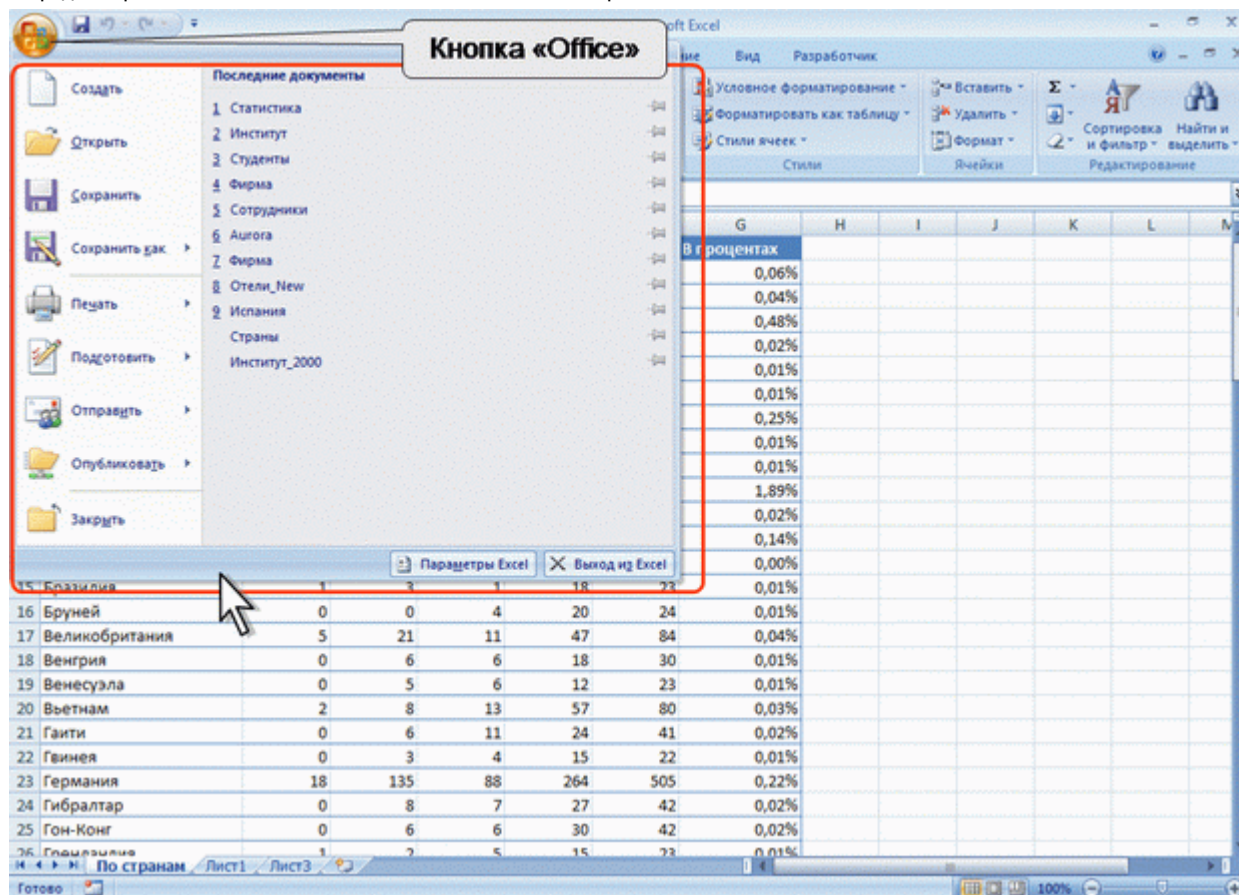 Кнопка «Office»
oft Excel
ие Вид Разработчик
Создать
Открыть
Сохранить
Сохранить как
Печать
Подготовить
Отправить
Опубликовать
Закрыть
Последние документы
1 Статистика
2 Институт
3 Студенты
4 Фирма
5 Сотрудники
6 Aurora
7 Фирма
8 Отели_New
9 Испания
Страны
Институт_2000
Параметры Excel Выход из Excel
Условное форматирование
Форматировать как таблицу
Стили ячеек
Стили
Вставить
Удалить
Формат
Ячейки
Σ
Сортировка и фильтр
Найти и выделить
Редактирование
G H I J K L M
В процентах
0,06%
0,04%
0,48%
0,02%
0,01%
0,01%
0,25%
0,01%
0,01%
1,89%
0,02%
0,14%
0,00%
15 Бразилия 1 3 1 18 23 0,01%
16 Бруней 0 0 4 20 24 0,01%
17 Великобритания 5 21 11 47 84 0,04%
18 Венгрия 0 6 6 18 30 0,01%
19 Венесуэла 0 5 6 12 23 0,01%
20 Вьетнам 2 8 13 57 80 0,03%
21 Гаити 0 6 11 24 41 0,02%
22 Гвинея 0 3 4 15 22 0,01%
23 Германия 18 135 88 264 505 0,22%
24 Гибралтар 0 8 7 27 42 0,02%
25 Гон-Конг 0 6 6 30 42 0,02%
26 Гренландия 1 2 5 15 23 0,01%
По странам Лист1 Лист3
Готово 100%